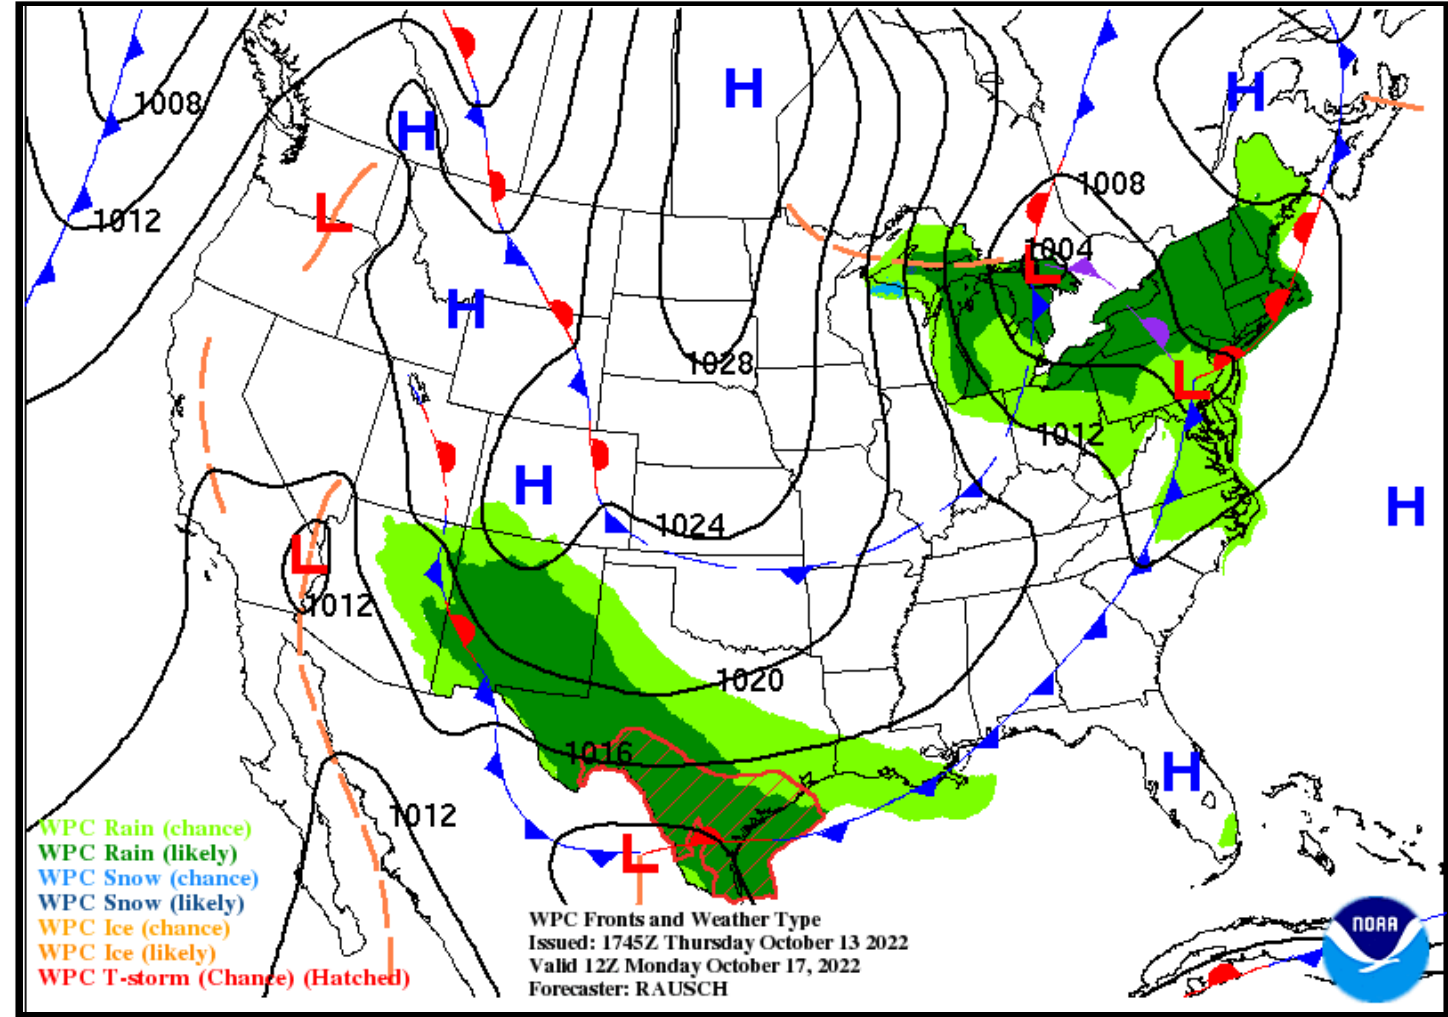 H
H
1008
H
1008
1012
L
1004
L
H
1028
L
1012
H
H
1024
L
1012
1020
1016
H
1012
L
WPC Rain (chance)
WPC Rain (likely)
WPC Snow (chance)
WPC Snow (likely)
WPC Ice (chance)
WPC Ice (likely)
WPC T-storm (Chance) (Hatched)
WPC Fronts and Weather Type
Issued: 1745Z Thursday October 13 2022
Valid 12Z Monday October 17, 2022
Forecaster: RAUSCH
NOAA